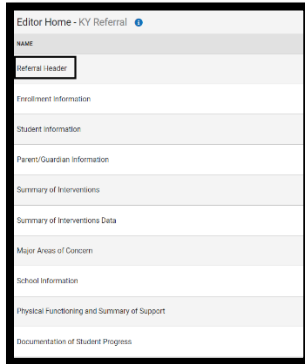 Editor Home - KY Referral
NAME
Referral Header
Enrollment Information
Student Information
Parent/Guardian Information
Summary of Interventions
Summary of Interventions Data
Major Areas of Concern
School Information
Physical Functioning and Summary of Support
Documentation of Student Progress